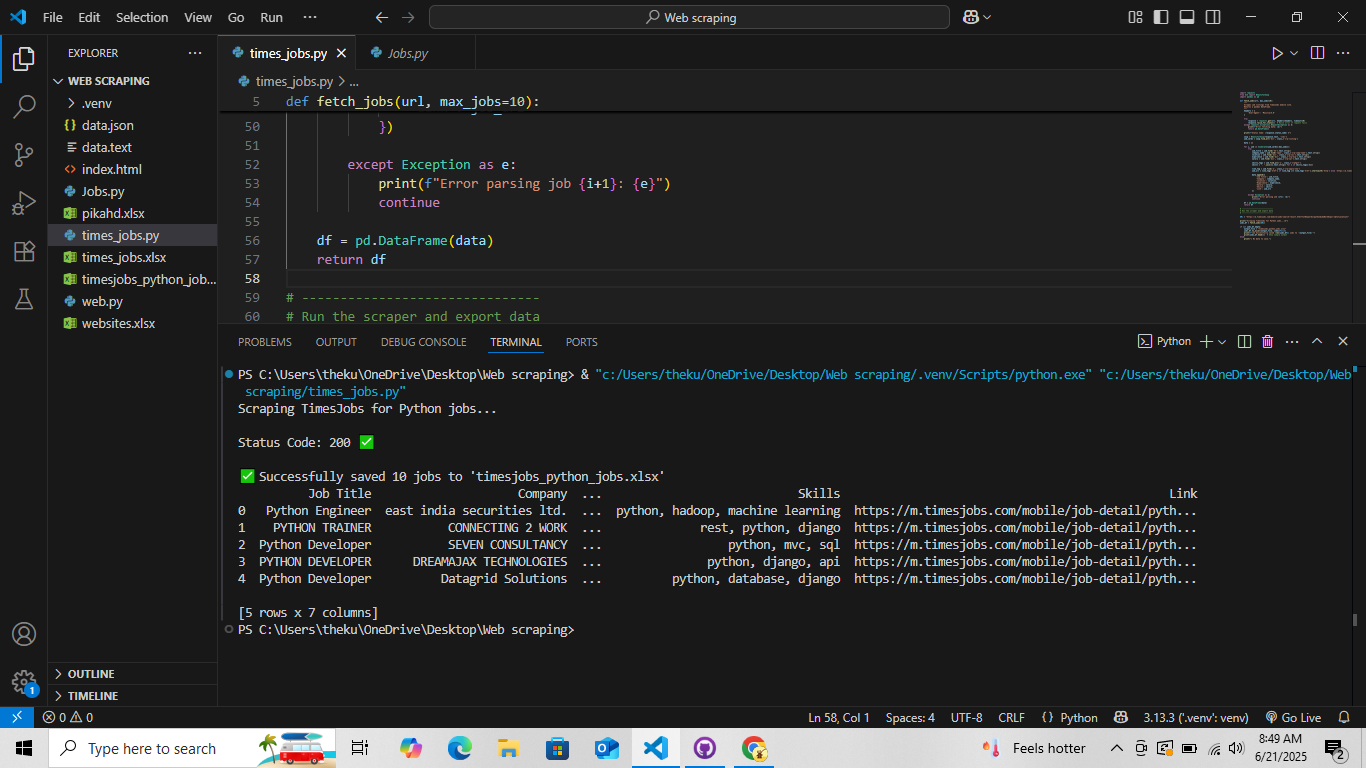 File Edit Selection View Go Run ···
Web scraping
EXPLORER
WEB SCRAPING
.venv
data.json
data.text
index.html
Jobs.py
pikahd.xlsx
times_jobs.py
times_jobs.xlsx
timesjobs_python_job...
web.py
websites.xlsx
OUTLINE
TIMELINE
times_jobs.py
Jobs.py
times_jobs.py > ...
5 def fetch_jobs(url, max_jobs=10):
50 })
51
52 except Exception as e:
53 print(f"Error parsing job {i+1}: {e}")
54 continue
55
56 df = pd.DataFrame(data)
57 return df
58
59 # -------------------------------
60 # Run the scraper and export data
PROBLEMS OUTPUT DEBUG CONSOLE TERMINAL PORTS
Python
PS C:\Users\theku\OneDrive\Desktop\Web scraping> & "c:/Users/theku/OneDrive/Desktop/Web scraping/.venv/Scripts/python.exe" "c:/Users/theku/OneDrive/Desktop/Web
scraping/times_jobs.py"
Scraping TimesJobs for Python jobs...
Status Code: 200 ✅
✅ Successfully saved 10 jobs to 'timesjobs_python_jobs.xlsx'
Job Title Company ... Skills Link
0 Python Engineer east india securities ltd. ... python, hadoop, machine learning https://m.timesjobs.com/mobile/job-detail/pyth...
1 PYTHON TRAINER CONNECTING 2 WORK ... rest, python, django https://m.timesjobs.com/mobile/job-detail/pyth...
2 Python Developer SEVEN CONSULTANCY ... python, mvc, sql https://m.timesjobs.com/mobile/job-detail/pyth...
3 PYTHON DEVELOPER DREAMAJAX TECHNOLOGIES ... python, django, api https://m.timesjobs.com/mobile/job-detail/pyth...
4 Python Developer Datagrid Solutions ... python, database, django https://m.timesjobs.com/mobile/job-detail/pyth...
[5 rows x 7 columns]
PS C:\Users\theku\OneDrive\Desktop\Web scraping>
1
0 0
Ln 58, Col 1 Spaces: 4 UTF-8 CRLF {} Python 3.13.3 ('.venv': venv) Go Live
Type here to search
Feels hotter
8:49 AM
6/21/2025
2